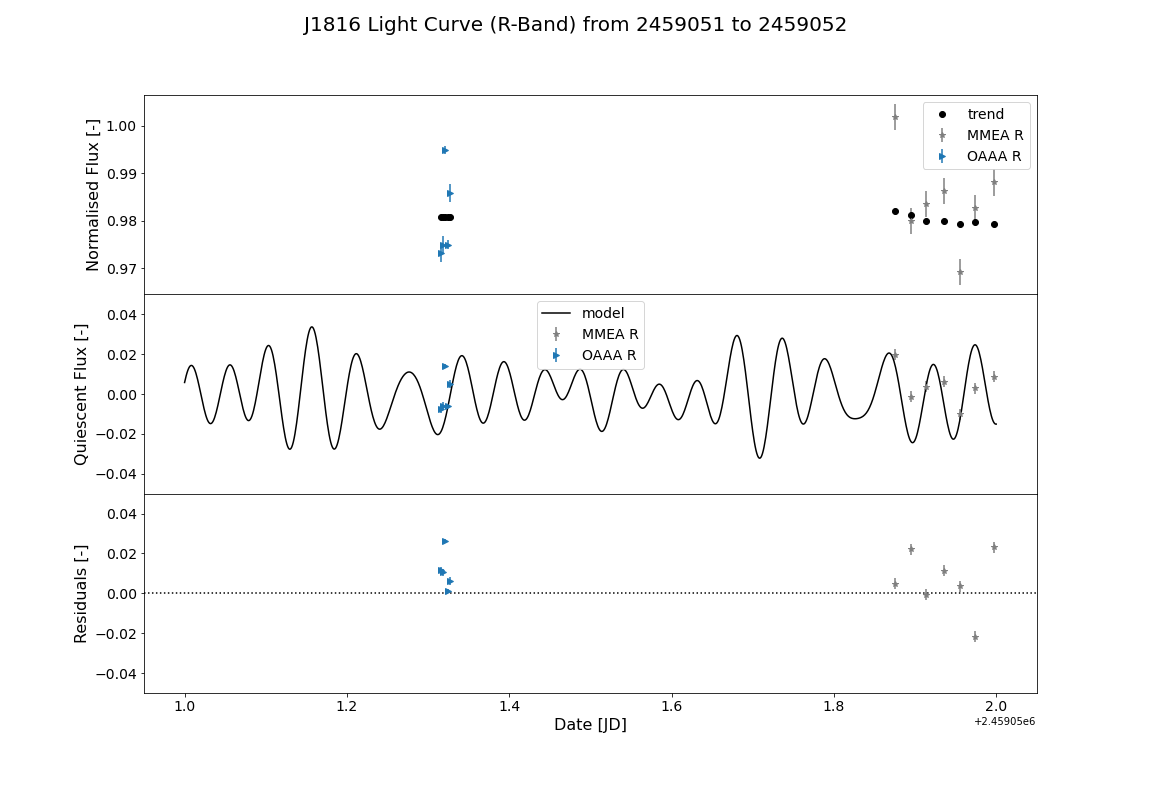 J1816 Light Curve (R-Band) from 2459051 to 2459052
Normalised Flux [-]
1.00
0.99
0.98
0.97
trend
MMEA R
OAAA R
Quiescent Flux [-]
0.04
0.02
0.00
−0.02
−0.04
model
MMEA R
OAAA R
Residuals [-]
0.04
0.02
0.00
−0.02
−0.04
1.0 1.2 1.4 1.6 1.8 2.0
Date [JD]
+2.45905e6